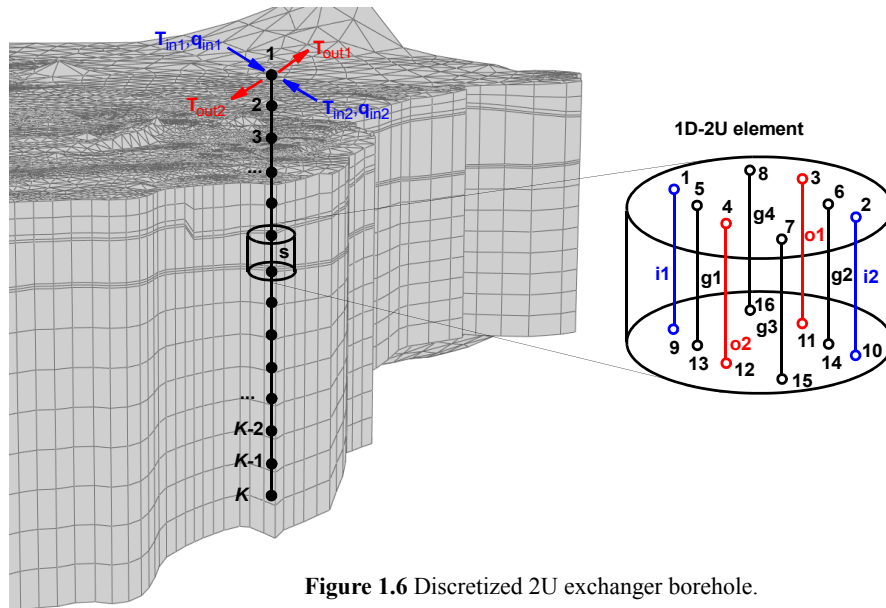 1
T_in1,q_in1
T_out1
T_out2
T_in2,q_in2
2
3
...
s
...
K-2
K-1
K
1D-2U element
1
5
8
3
6
2
4
g4
7
o1
i1
g1
g2
i2
16
g3
9
13
o2
12
11
14
10
15
Figure 1.6 Discretized 2U exchanger borehole.